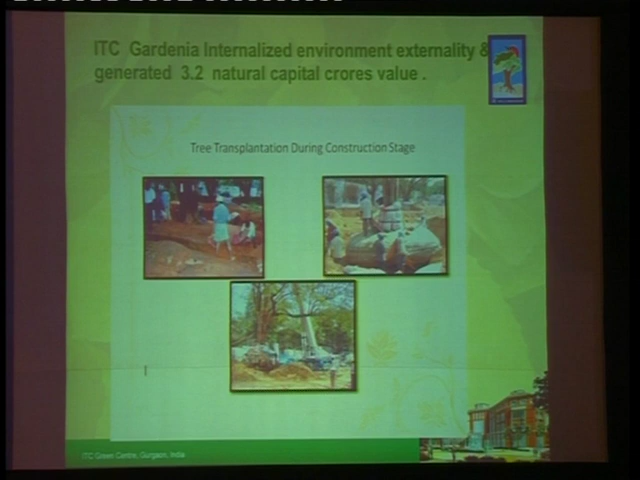 ITC Gardenia Internalized environment externality &
generated 3.2 natural capital crores value .
Tree Transplantation During Construction Stage
ITC Green Centre, Gurgaon, India